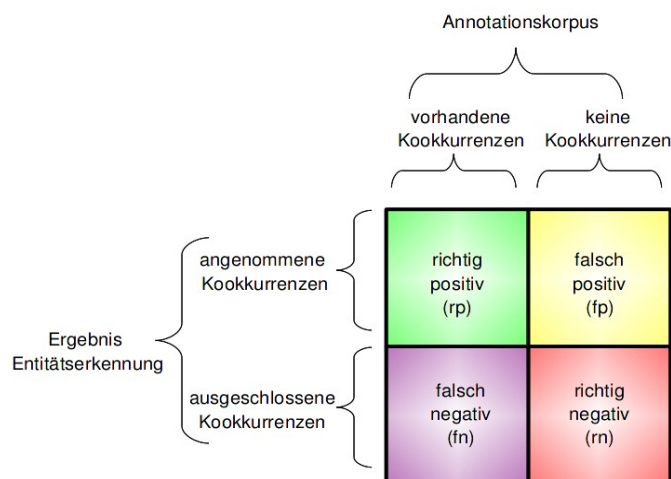 Annotationskorpus
vorhandene
Kookkurrenzen
keine
Kookkurrenzen
angenommene
Kookkurrenzen
richtig
positiv
(rp)
falsch
positiv
(fp)
Ergebnis
Entitätserkennung
ausgeschlossene
Kookkurrenzen
falsch
negativ
(fn)
richtig
negativ
(rn)